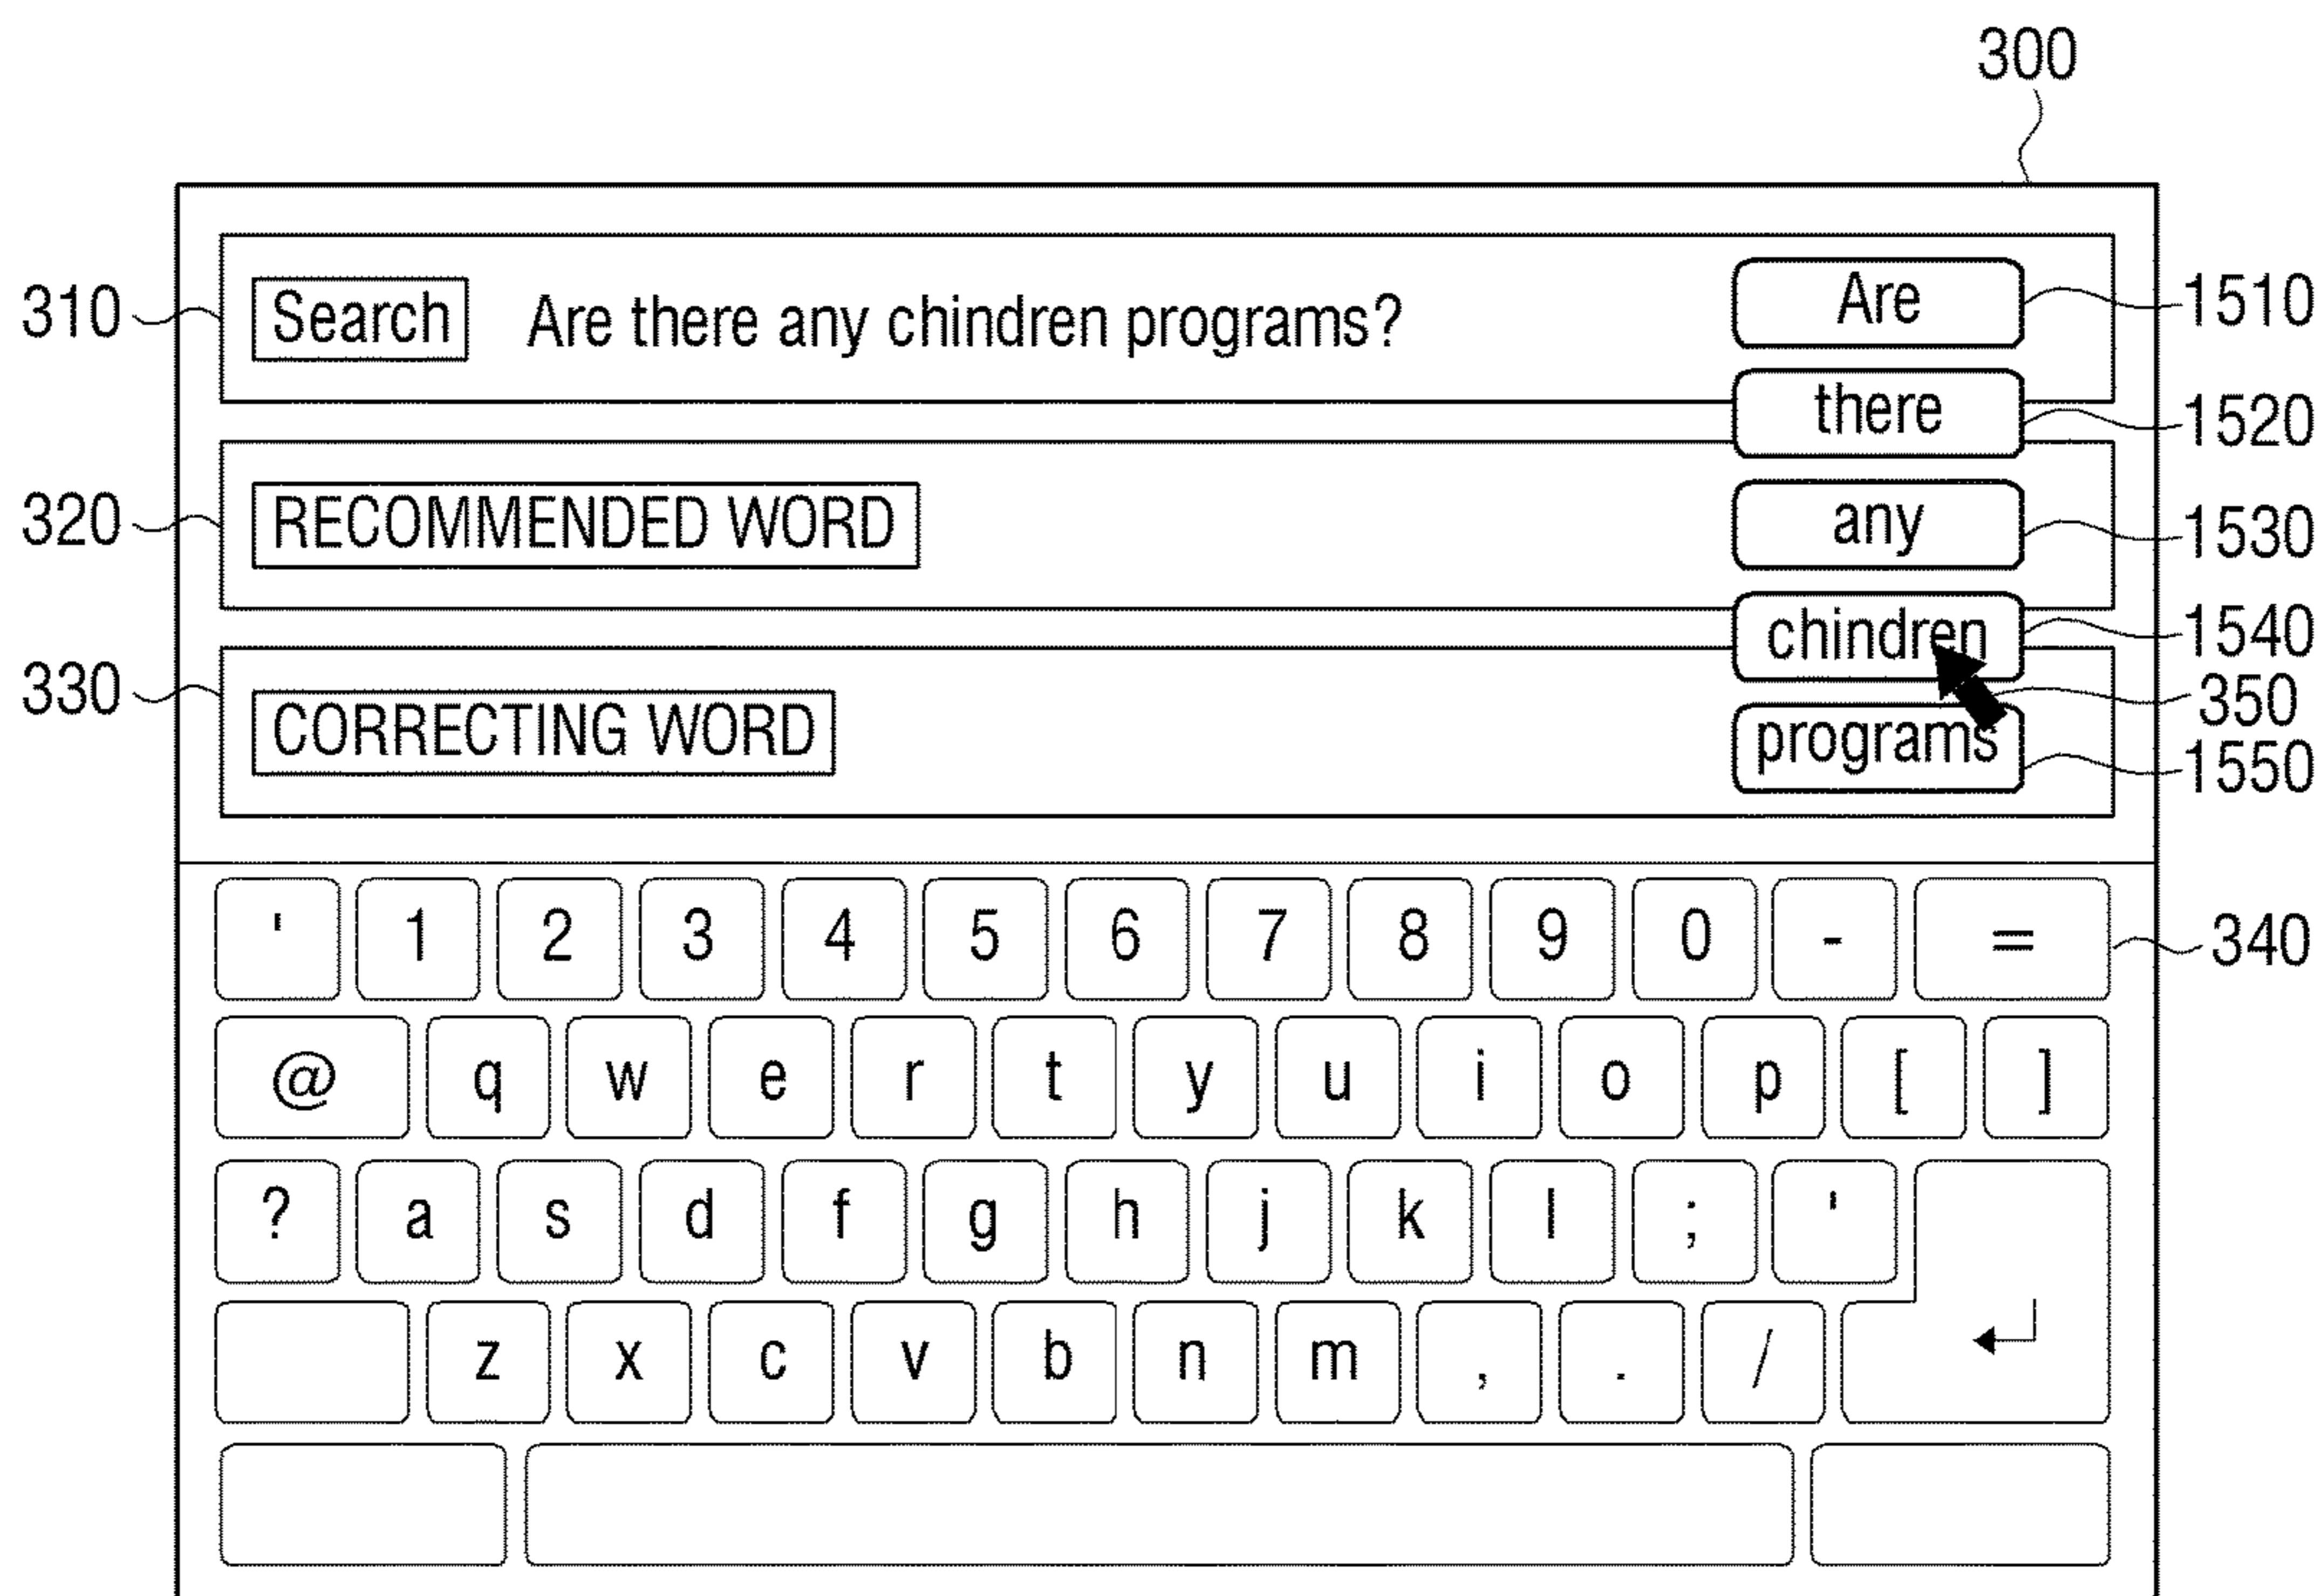 300
310 Search Are there any chindren programs? Are 1510
there 1520
320 RECOMMENDED WORD any 1530
chindren 1540
330 CORRECTING WORD 350
programs 1550
' 1 2 3 4 5 6 7 8 9 0 - = 340
@ q w e r t y u i o p [ ]
? a s d f g h j k l ; '
z x c v b n m , . /